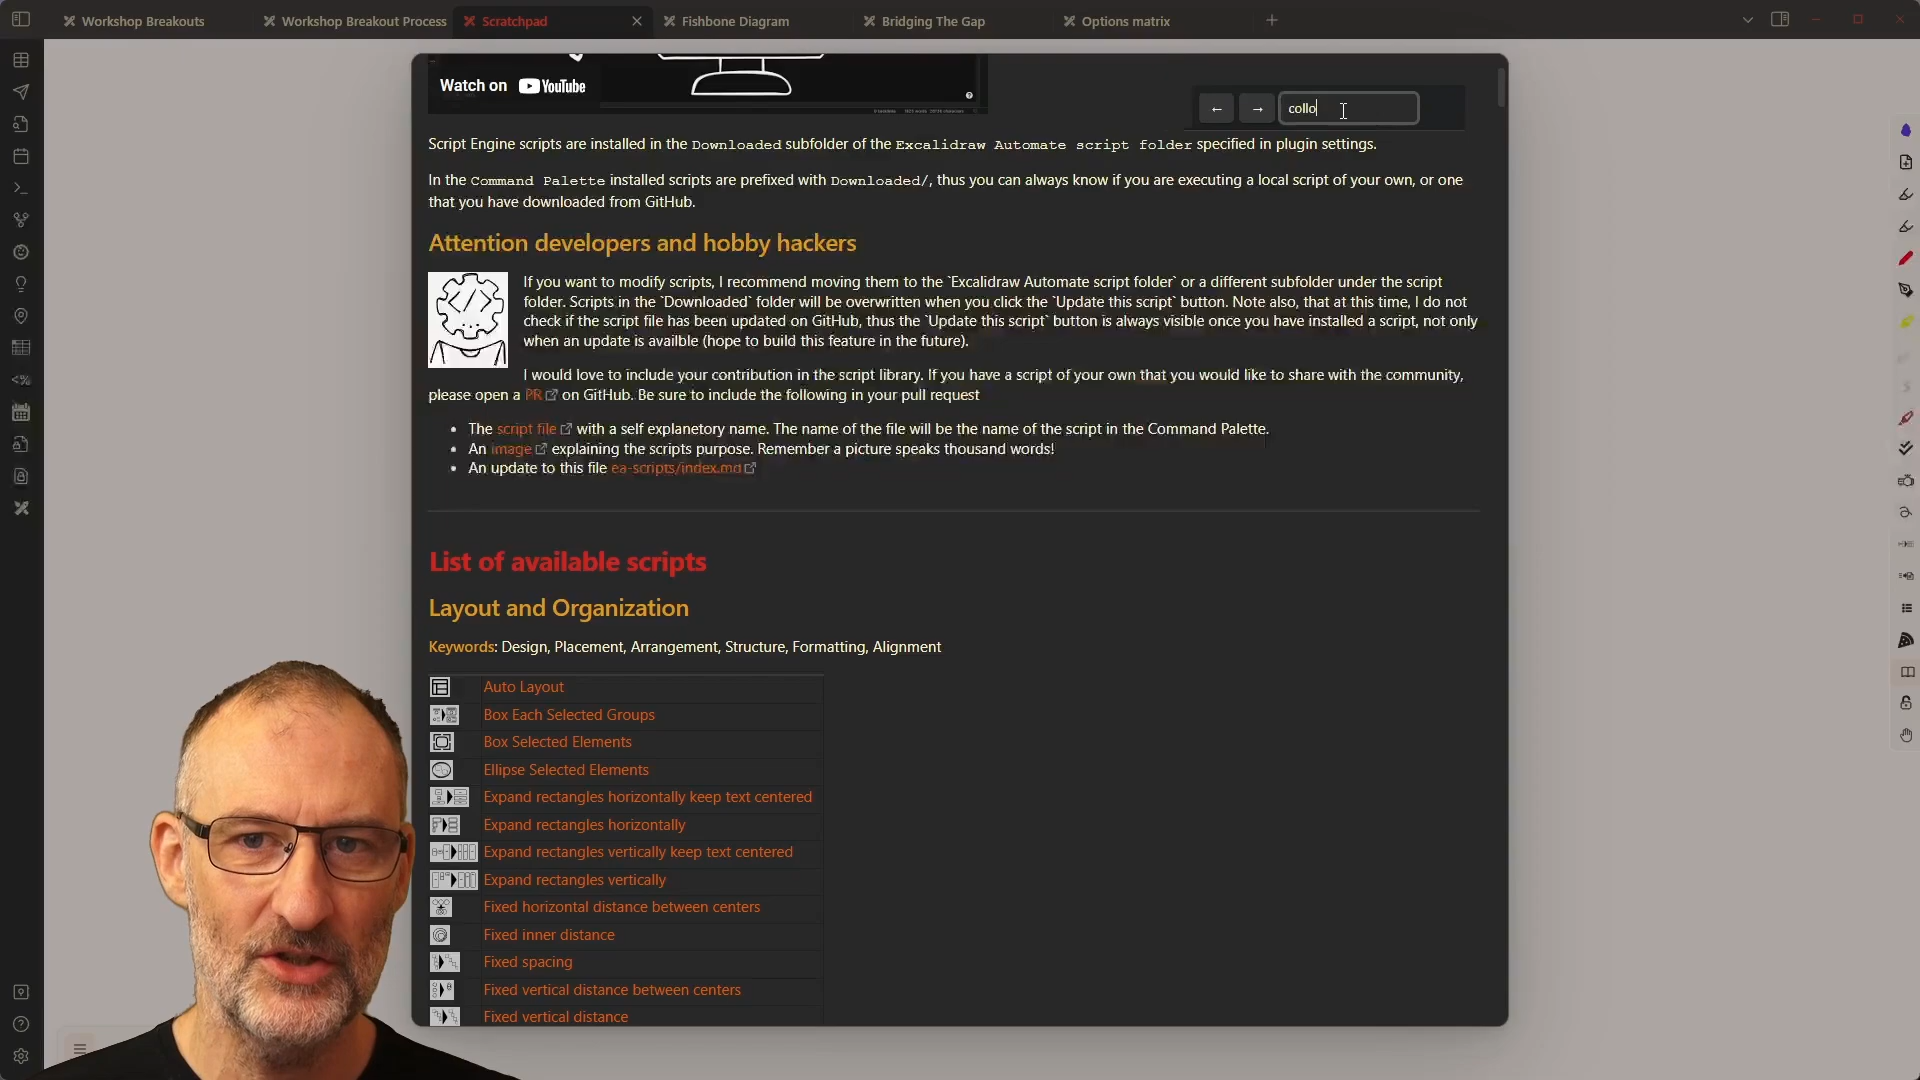 Workshop Breakouts
Workshop Breakout Process
Scratchpad
Fishbone Diagram
Bridging The Gap
Options matrix
Watch on YouTube
collo
Script Engine scripts are installed in the Downloaded subfolder of the Excalidraw Automate script folder specified in plugin settings.
In the Command Palette installed scripts are prefixed with Downloaded/, thus you can always know if you are executing a local script of your own, or one
that you have downloaded from GitHub.
Attention developers and hobby hackers
If you want to modify scripts, I recommend moving them to the `Excalidraw Automate script folder` or a different subfolder under the script
folder. Scripts in the `Downloaded` folder will be overwritten when you click the `Update this script` button. Note also, that at this time, I do not
check if the script file has been updated on GitHub, thus the `Update this script` button is always visible once you have installed a script, not only
when an update is availble (hope to build this feature in the future).
I would love to include your contribution in the script library. If you have a script of your own that you would like to share with the community,
please open a PR on GitHub. Be sure to include the following in your pull request
• The script file with a self explanetory name. The name of the file will be the name of the script in the Command Palette.
• An image explaining the scripts purpose. Remember a picture speaks thousand words!
• An update to this file ea-scripts/index.md
List of available scripts
Layout and Organization
Keywords: Design, Placement, Arrangement, Structure, Formatting, Alignment
Auto Layout
Box Each Selected Groups
Box Selected Elements
Ellipse Selected Elements
Expand rectangles horizontally keep text centered
Expand rectangles horizontally
Expand rectangles vertically keep text centered
Expand rectangles vertically
Fixed horizontal distance between centers
Fixed inner distance
Fixed spacing
Fixed vertical distance between centers
Fixed vertical distance